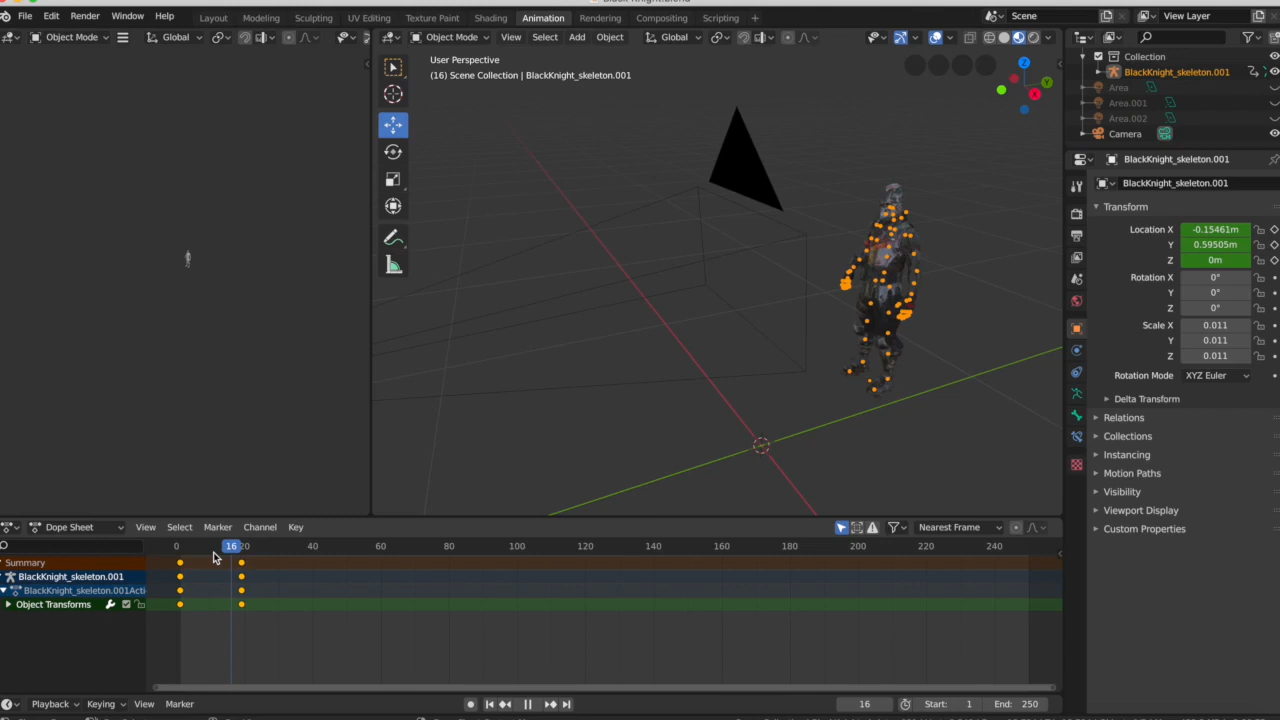 Black Knight.blend
File Edit Render Window Help Layout Modeling Sculpting UV Editing Texture Paint Shading Animation Rendering Compositing Scripting + Scene View Layer
Object Mode Global Object Mode View Select Add Object Global
User Perspective
(16) Scene Collection | BlackKnight_skeleton.001
Z
Y
X
Collection
BlackKnight_skeleton.001
Area
Area.001
Area.002
Camera
BlackKnight_skeleton.001
BlackKnight_skeleton.001
Transform
Location X -0.15461m
Y 0.59505m
Z 0m
Rotation X 0°
Y 0°
Z 0°
Scale X 0.011
Y 0.011
Z 0.011
Rotation Mode XYZ Euler
Delta Transform
Relations
Collections
Instancing
Motion Paths
Visibility
Viewport Display
Custom Properties
Dope Sheet View Select Marker Channel Key Nearest Frame
0 16 20 40 60 80 100 120 140 160 180 200 220 240
Summary
BlackKnight_skeleton.001
BlackKnight_skeleton.001Acti
Object Transforms
Playback Keying View Marker 16 Start: 1 End: 250